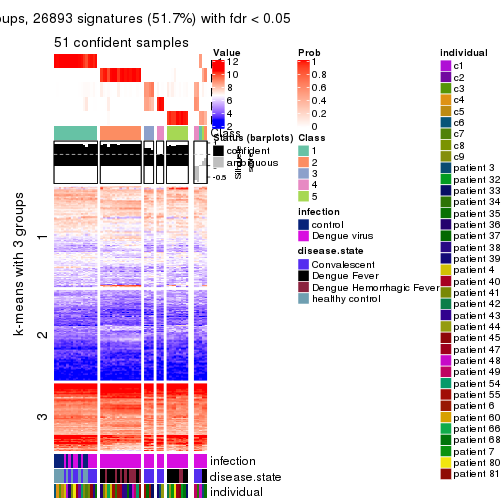 oups, 26893 signatures (51.7%) with fdr < 0.05
51 confident samples
Value
12
10
8
6
4
2
Prob
1
0.8
0.6
0.4
0.2
0
individual
c1
c2
c3
c4
c5
c6
c7
c8
c9
patient 3
patient 32
patient 33
patient 34
patient 35
patient 36
patient 37
patient 38
patient 39
patient 4
patient 40
patient 41
patient 42
patient 43
patient 44
patient 45
patient 47
patient 48
patient 49
patient 54
patient 55
patient 6
patient 60
patient 66
patient 68
patient 7
patient 80
patient 81
Class
Status (barplots)
confident
ambiguous
-0.5
Class
1
2
3
4
5
infection
control
Dengue virus
disease.state
Convalescent
Dengue Fever
Dengue Hemorrhagic Fever
healthy control
k-means with 3 groups
1
2
3
infection
disease.state
individual